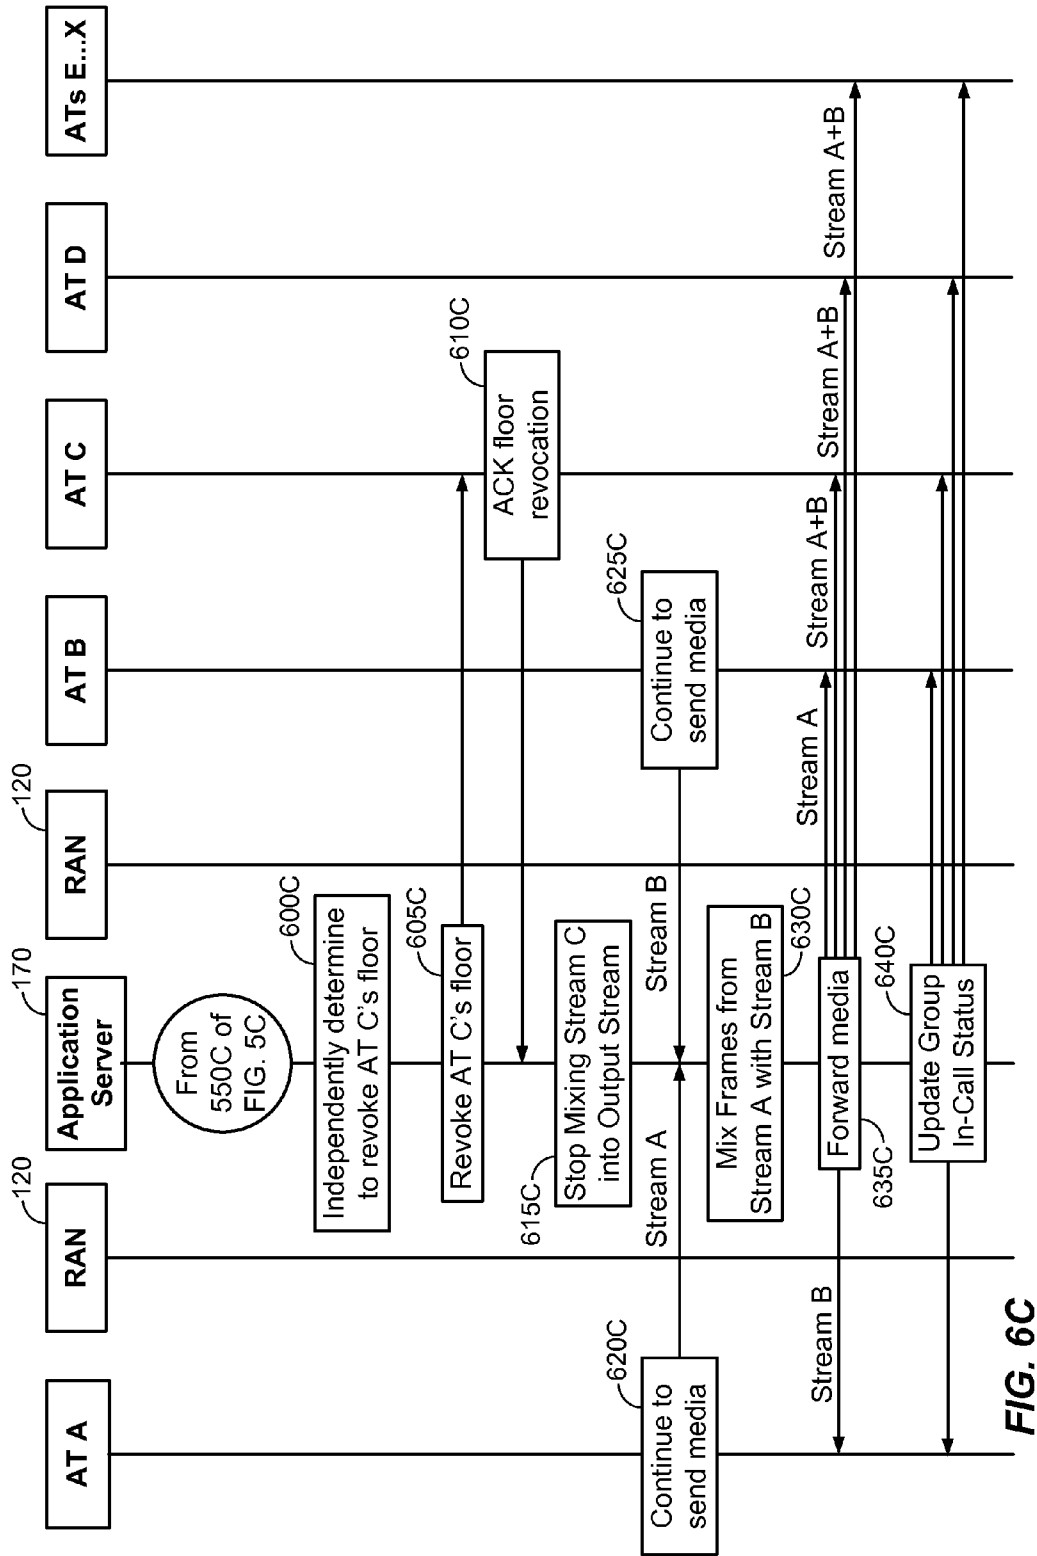 120
170
120
AT A
RAN
Application
Server
RAN
AT B
AT C
AT D
ATs E...X
From
550C of
FIG. 5C
600C
Independently determine
to revoke AT C's floor
605C
Revoke AT C's floor
610C
ACK floor
revocation
615C
Stop Mixing Stream C
into Output Stream
620C
Continue to
send media
Stream A
Stream B
625C
Continue to
send media
Mix Frames from
Stream A with Stream B
630C
Stream B
Forward media
635C
Stream A
Stream A+B
Stream A+B
Stream A+B
640C
Update Group
In-Call Status
FIG. 6C